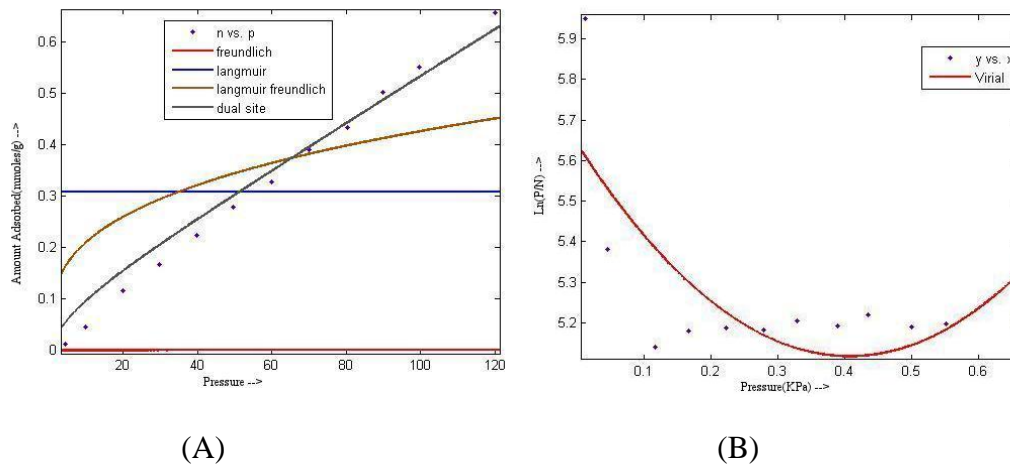 n vs. p
freundlich
langmuir
langmuir freundlich
dual site
Amount Adsorbed(mmoles/g) -->
0.6
0.5
0.4
0.3
0.2
0.1
0
20
40
60
80
100
120
Pressure -->
(A)
y vs. x
Virial
Ln(P/N) -->
5.9
5.8
5.7
5.6
5.5
5.4
5.3
5.2
0.1
0.2
0.3
0.4
0.5
0.6
Pressure(KPa) -->
(B)